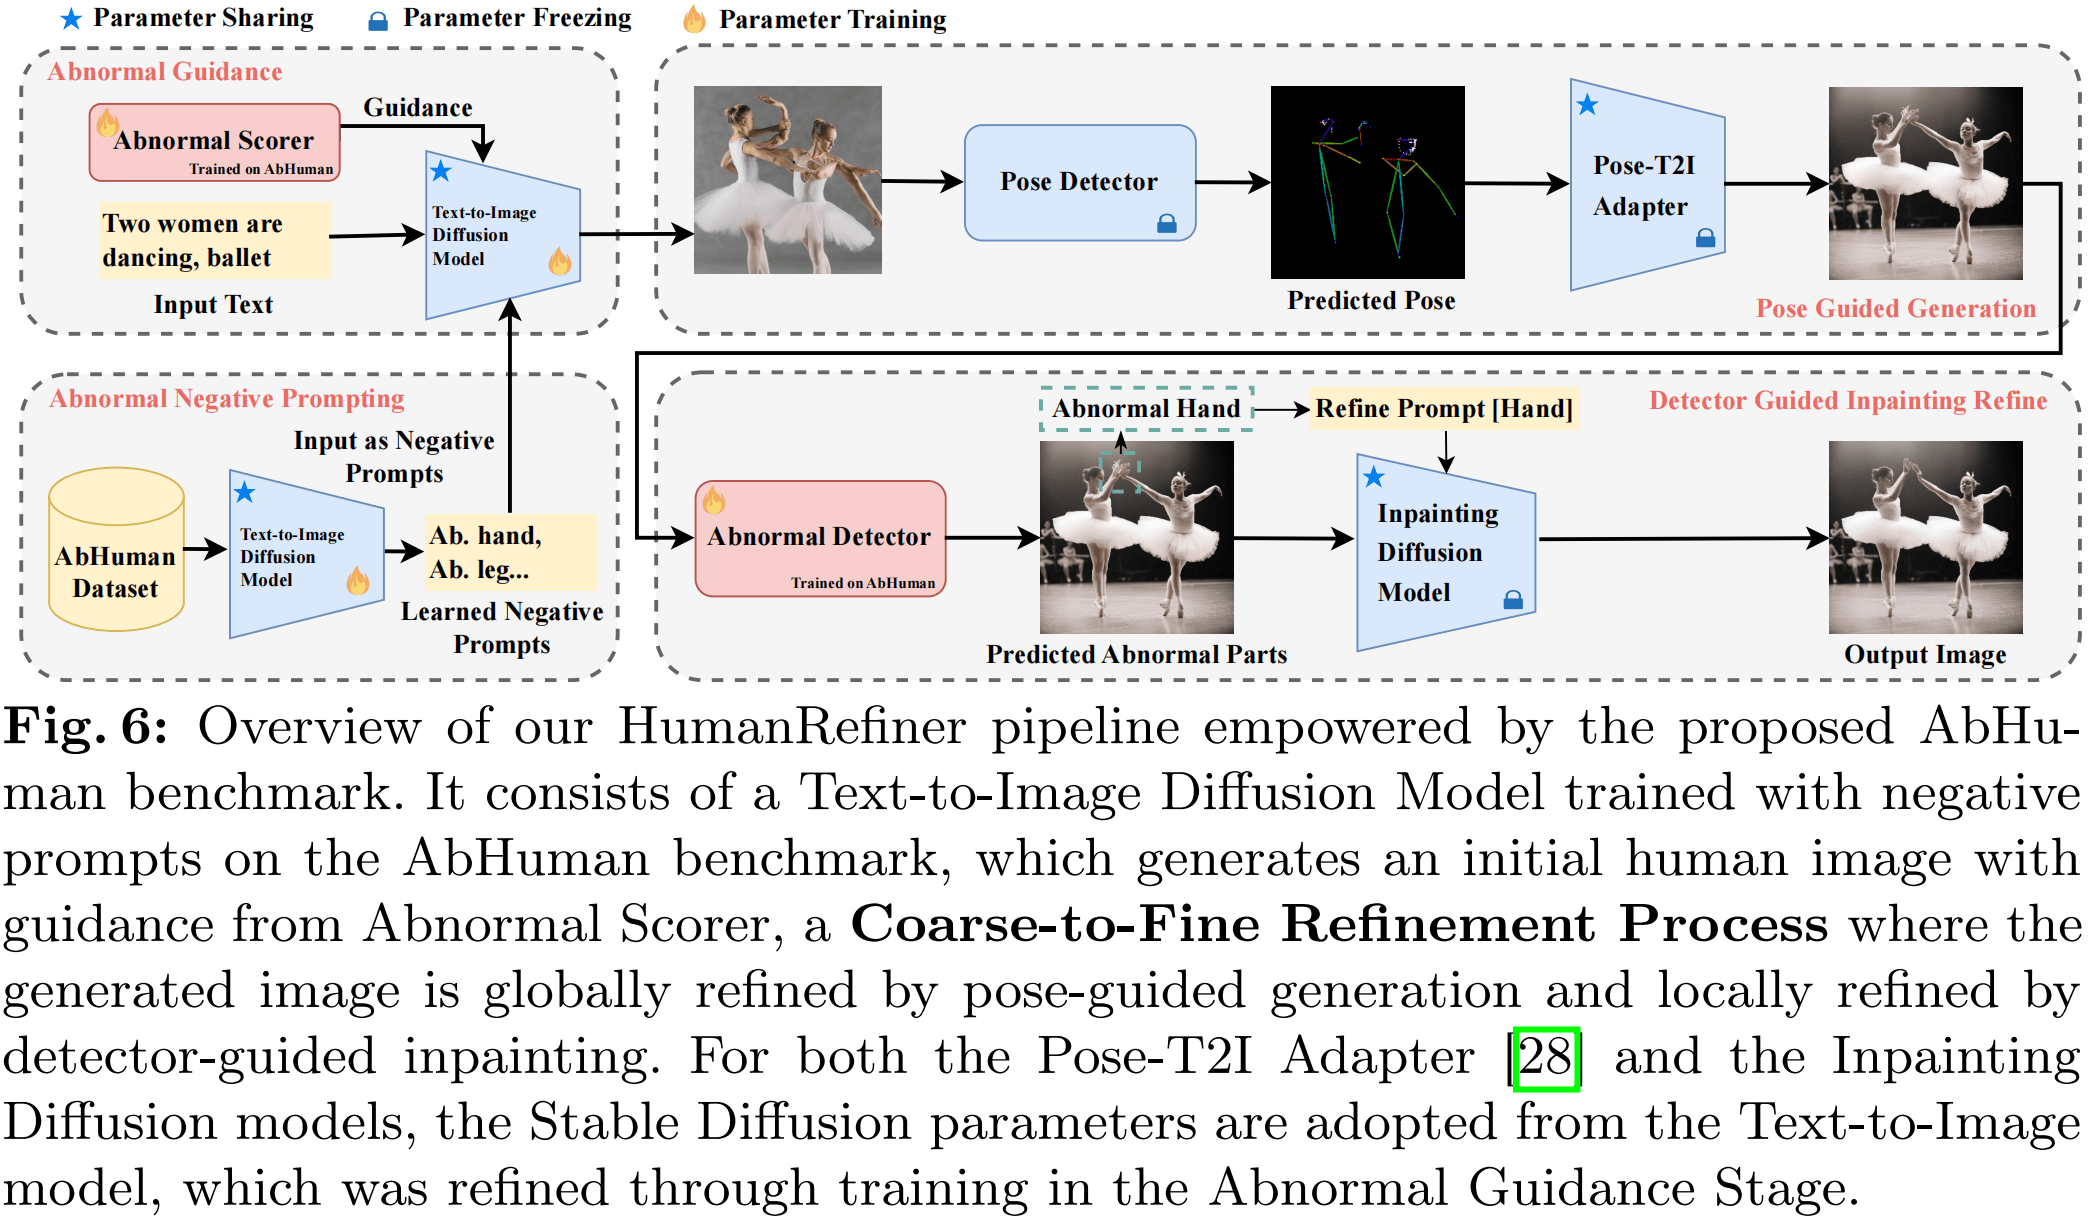 Parameter Sharing
Parameter Freezing
Parameter Training
Abnormal Guidance
Guidance
Abnormal Scorer
Trained on AbHuman
Two women are
dancing, ballet
Input Text
Text-to-Image
Diffusion
Model
Pose Detector
Predicted Pose
Pose-T2I
Adapter
Pose Guided Generation
Abnormal Negative Prompting
Input as Negative
Prompts
AbHuman
Dataset
Text-to-Image
Diffusion
Model
Ab. hand,
Ab. leg...
Learned Negative
Prompts
Abnormal Hand
Refine Prompt [Hand]
Detector Guided Inpainting Refine
Abnormal Detector
Trained on AbHuman
Predicted Abnormal Parts
Inpainting
Diffusion
Model
Output Image
Fig. 6: Overview of our HumanRefiner pipeline empowered by the proposed AbHu-
man benchmark. It consists of a Text-to-Image Diffusion Model trained with negative
prompts on the AbHuman benchmark, which generates an initial human image with
guidance from Abnormal Scorer, a Coarse-to-Fine Refinement Process where the
generated image is globally refined by pose-guided generation and locally refined by
detector-guided inpainting. For both the Pose-T2I Adapter [28] and the Inpainting
Diffusion models, the Stable Diffusion parameters are adopted from the Text-to-Image
model, which was refined through training in the Abnormal Guidance Stage.